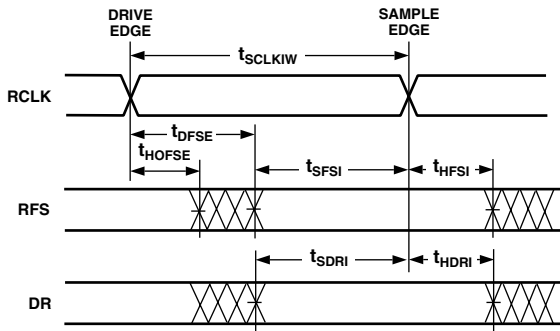 DRIVE
EDGE
SAMPLE
EDGE
tSCLKIW
RCLK
tDFSE
tHOFSE
tSFSI
tHFSI
RFS
tSDRI
tHDRI
DR